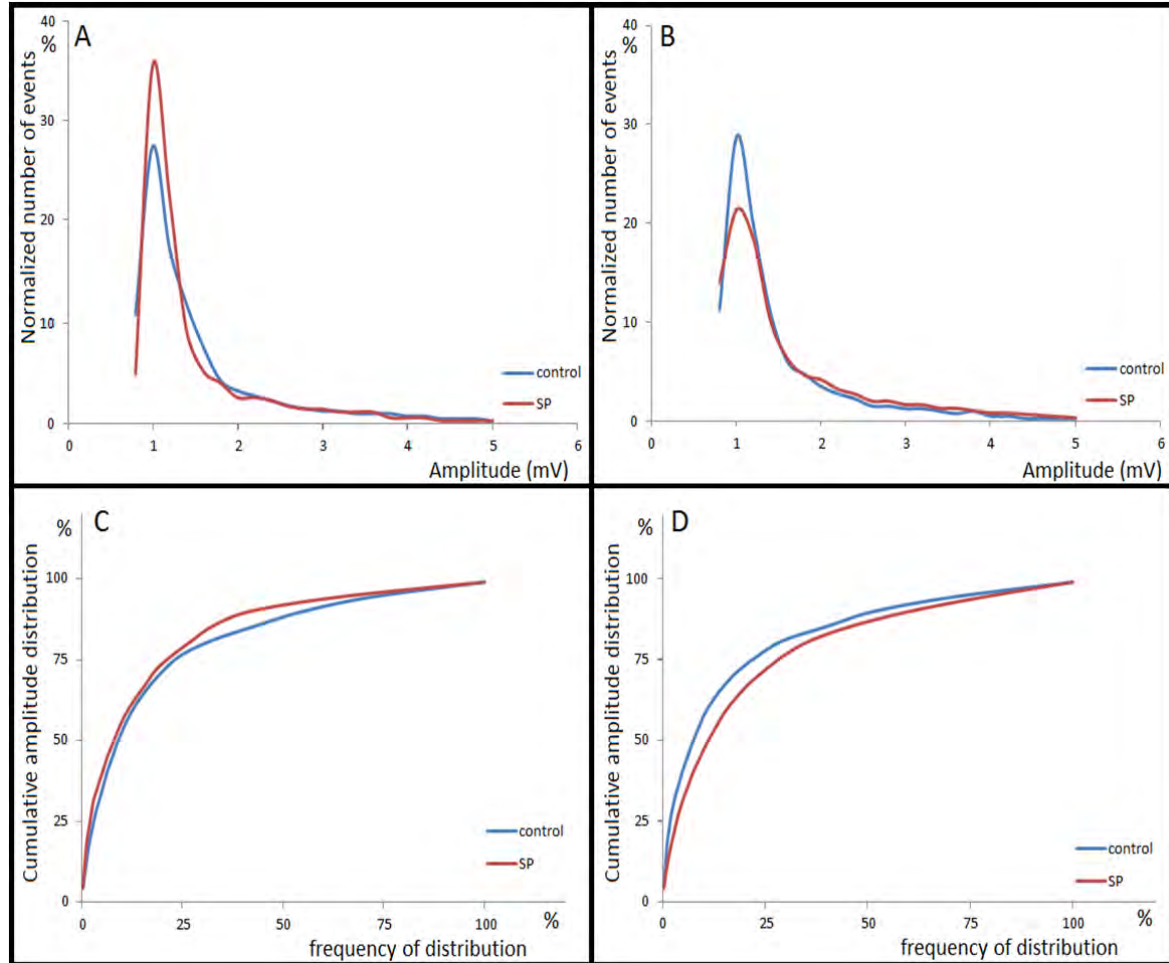 A
%
Normalized number of events
40
30
20
10
0
0 1 2 3 4 5 6
Amplitude (mV)
control
SP
B
%
Normalized number of events
40
30
20
10
0
0 1 2 3 4 5 6
Amplitude (mV)
control
SP
C
%
Cumulative amplitude distribution
100
75
50
25
0
0 25 50 75 100 %
frequency of distribution
control
SP
D
%
Cumulative amplitude distribution
100
75
50
25
0
0 25 50 75 100 %
frequency of distribution
control
SP